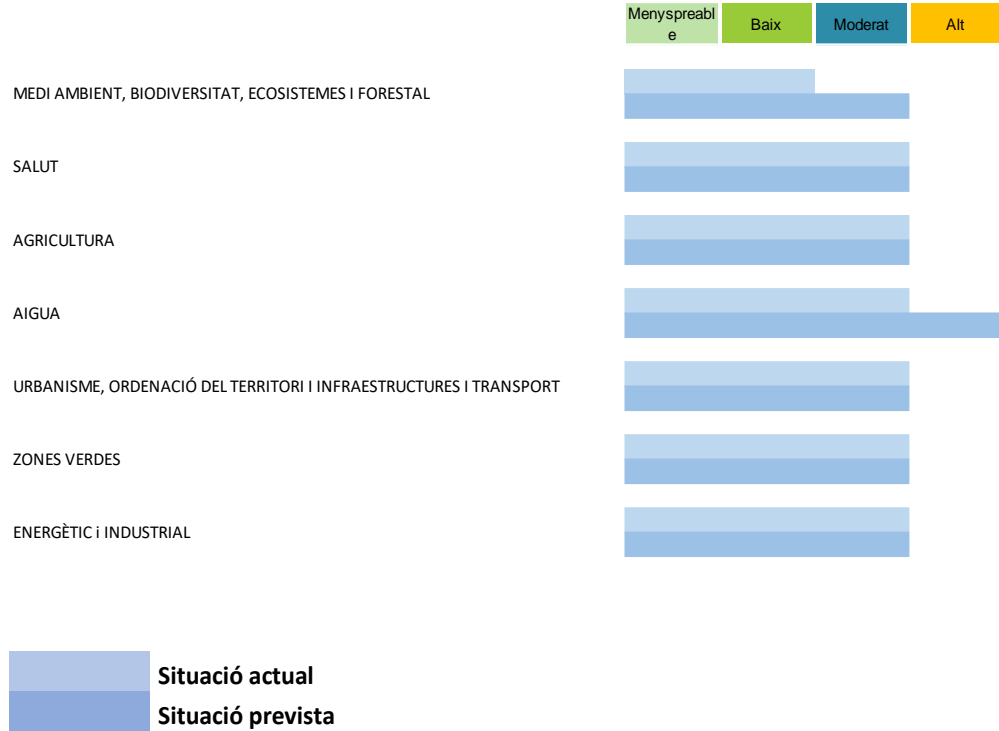 Menyspreabl
e
Baix
Moderat
Alt
MEDI AMBIENT, BIODIVERSITAT, ECOSISTEMES I FORESTAL
SALUT
AGRICULTURA
AIGUA
URBANISME, ORDENACIÓ DEL TERRITORI I INFRAESTRUCTURES I TRANSPORT
ZONES VERDES
ENERGÈTIC i INDUSTRIAL
Situació actual
Situació prevista